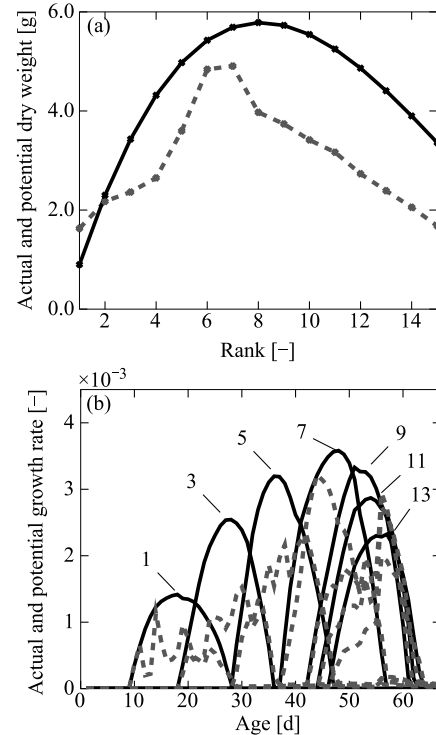 (a)
Actual and potential dry weight [g]
6.0
4.0
2.0
0.0
2 4 6 8 10 12 14
Rank [−]
×10⁻³
(b)
Actual and potential growth rate [−]
4
3
2
1
0
1
3
5
7
9
11
13
0 10 20 30 40 50 60
Age [d]